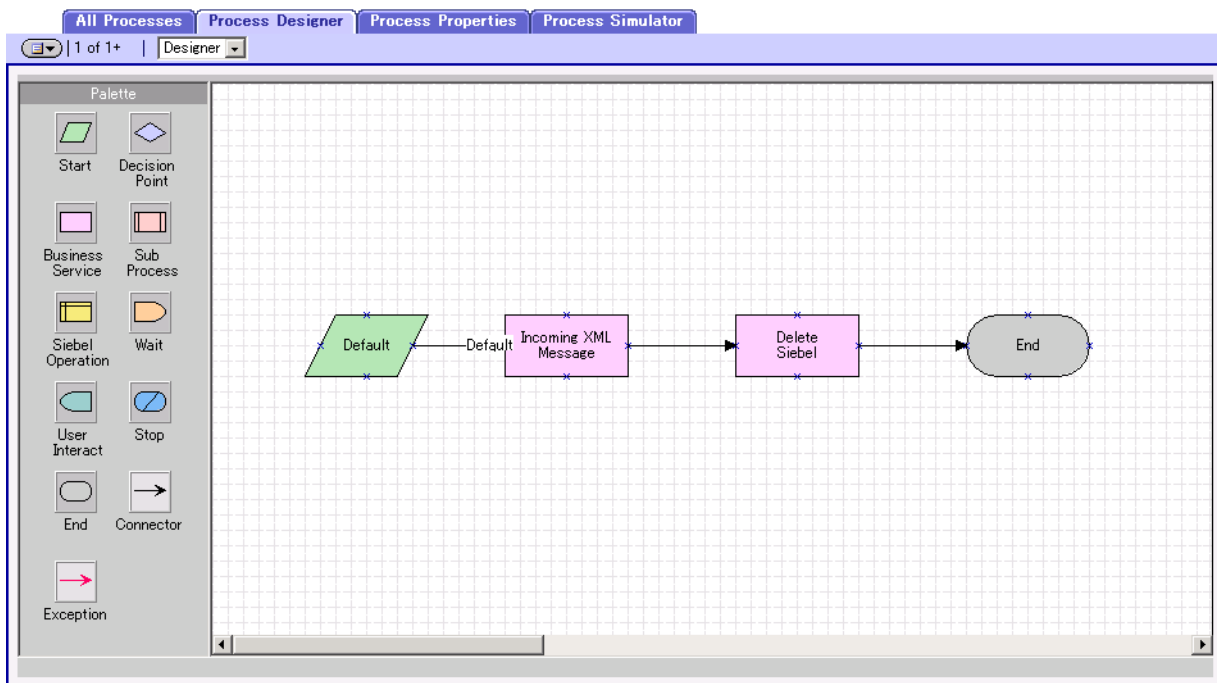 All Processes Process Designer Process Properties Process Simulator
1 of 1+ | Designer
Palette
Start
Decision
Point
Business
Service
Sub
Process
Siebel
Operation
Wait
User
Interact
Stop
End
Connector
Exception
Default
Default
Incoming XML
Message
Delete
Siebel
End